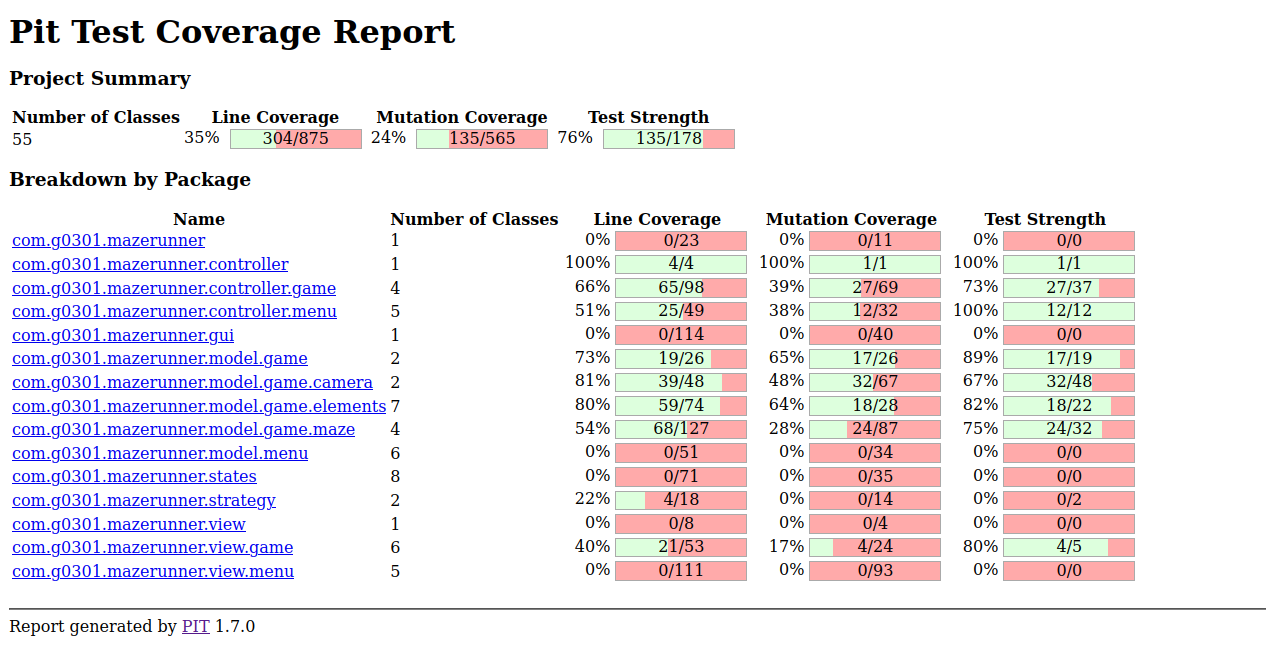 Pit Test Coverage Report
Project Summary
Number of Classes Line Coverage Mutation Coverage Test Strength
55 35% 304/875 24% 135/565 76% 135/178
Breakdown by Package
Name Number of Classes Line Coverage Mutation Coverage Test Strength
com.g0301.mazerunner 1 0% 0/23 0% 0/11 0% 0/0
com.g0301.mazerunner.controller 1 100% 4/4 100% 1/1 100% 1/1
com.g0301.mazerunner.controller.game 4 66% 65/98 39% 27/69 73% 27/37
com.g0301.mazerunner.controller.menu 5 51% 25/49 38% 12/32 100% 12/12
com.g0301.mazerunner.gui 1 0% 0/114 0% 0/40 0% 0/0
com.g0301.mazerunner.model.game 2 73% 19/26 65% 17/26 89% 17/19
com.g0301.mazerunner.model.game.camera 2 81% 39/48 48% 32/67 67% 32/48
com.g0301.mazerunner.model.game.elements 7 80% 59/74 64% 18/28 82% 18/22
com.g0301.mazerunner.model.game.maze 4 54% 68/127 28% 24/87 75% 24/32
com.g0301.mazerunner.model.menu 6 0% 0/51 0% 0/34 0% 0/0
com.g0301.mazerunner.states 8 0% 0/71 0% 0/35 0% 0/0
com.g0301.mazerunner.strategy 2 22% 4/18 0% 0/14 0% 0/2
com.g0301.mazerunner.view 1 0% 0/8 0% 0/4 0% 0/0
com.g0301.mazerunner.view.game 6 40% 21/53 17% 4/24 80% 4/5
com.g0301.mazerunner.view.menu 5 0% 0/111 0% 0/93 0% 0/0
Report generated by PIT 1.7.0